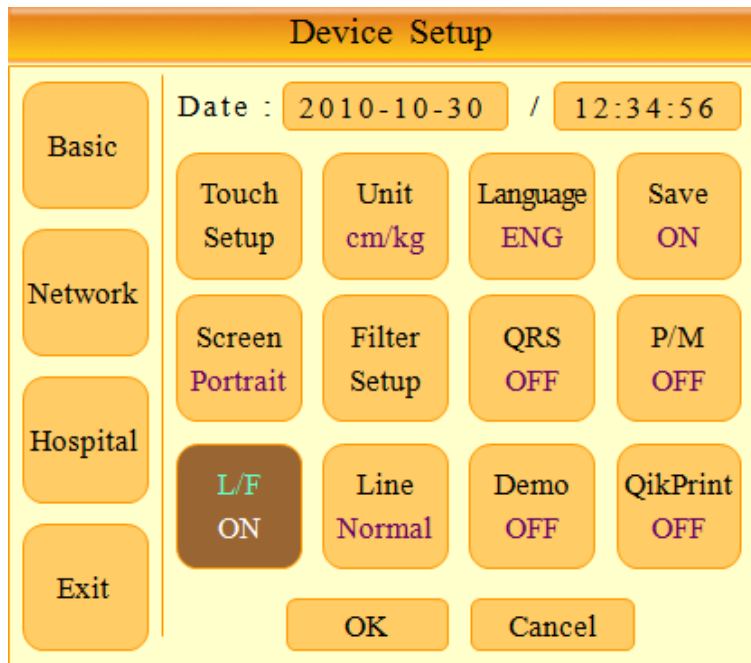 Device Setup
Date : 2010-10-30 / 12:34:56
Basic
Network
Hospital
Exit
Touch
Setup
Unit
cm/kg
Language
ENG
Save
ON
Screen
Portrait
Filter
Setup
QRS
OFF
P/M
OFF
L/F
ON
Line
Normal
Demo
OFF
QikPrint
OFF
OK
Cancel